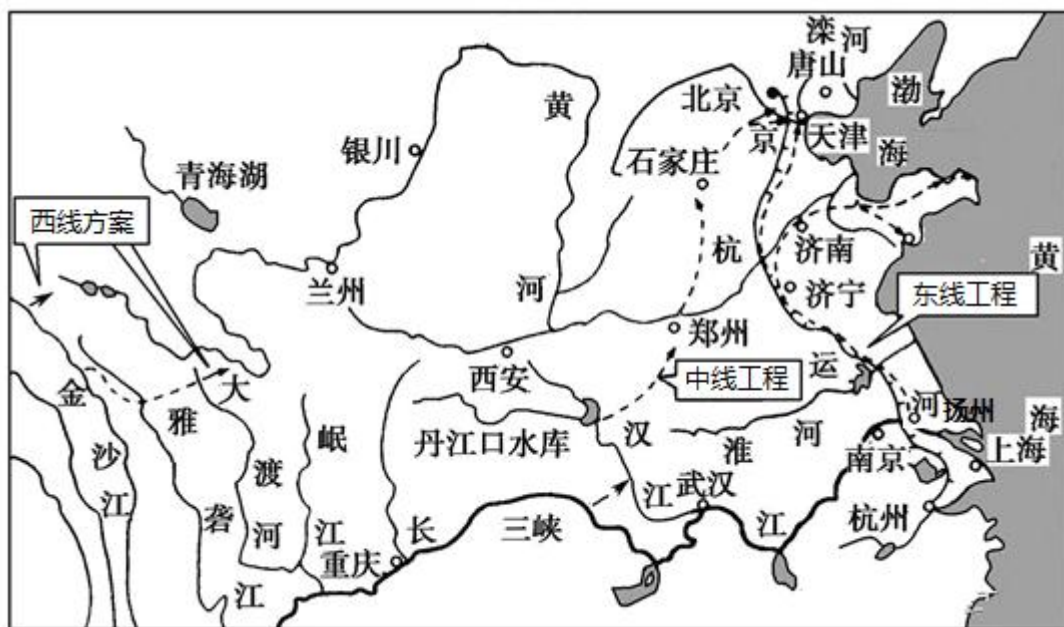 滦河
唐山
渤海
北京
天津
银川
黄河
石家庄
青海湖
西线方案
京杭运河
济南
黄海
兰州
济宁
东线工程
郑州
西安
中线工程
扬州
金沙江
雅砻江
大渡河
岷江
丹江口水库
汉江
淮河
南京
上海
武汉
杭州
三峡
重庆
长江